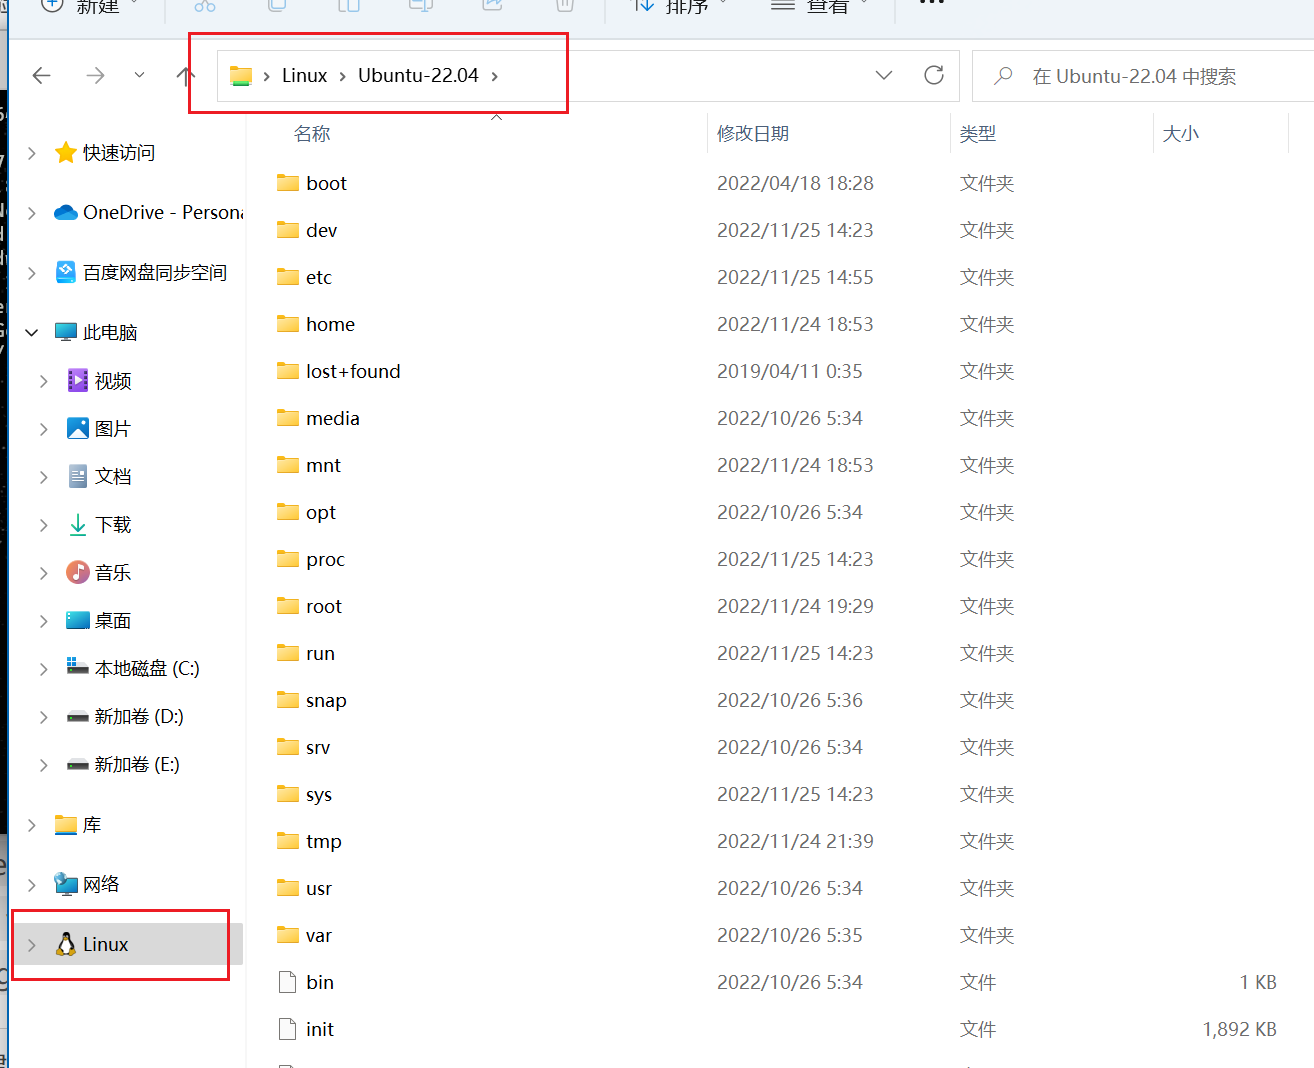 新建 排序 查看 ···
Linux Ubuntu-22.04 在 Ubuntu-22.04 中搜索
名称 修改日期 类型 大小
快速访问
OneDrive - Persona
百度网盘同步空间
此电脑
视频
图片
文档
下载
音乐
桌面
本地磁盘 (C:)
新加卷 (D:)
新加卷 (E:)
库
网络
Linux
boot 2022/04/18 18:28 文件夹
dev 2022/11/25 14:23 文件夹
etc 2022/11/25 14:55 文件夹
home 2022/11/24 18:53 文件夹
lost+found 2019/04/11 0:35 文件夹
media 2022/10/26 5:34 文件夹
mnt 2022/11/24 18:53 文件夹
opt 2022/10/26 5:34 文件夹
proc 2022/11/25 14:23 文件夹
root 2022/11/24 19:29 文件夹
run 2022/11/25 14:23 文件夹
snap 2022/10/26 5:36 文件夹
srv 2022/10/26 5:34 文件夹
sys 2022/11/25 14:23 文件夹
tmp 2022/11/24 21:39 文件夹
usr 2022/10/26 5:34 文件夹
var 2022/10/26 5:35 文件夹
bin 2022/10/26 5:34 文件 1 KB
init 文件 1,892 KB